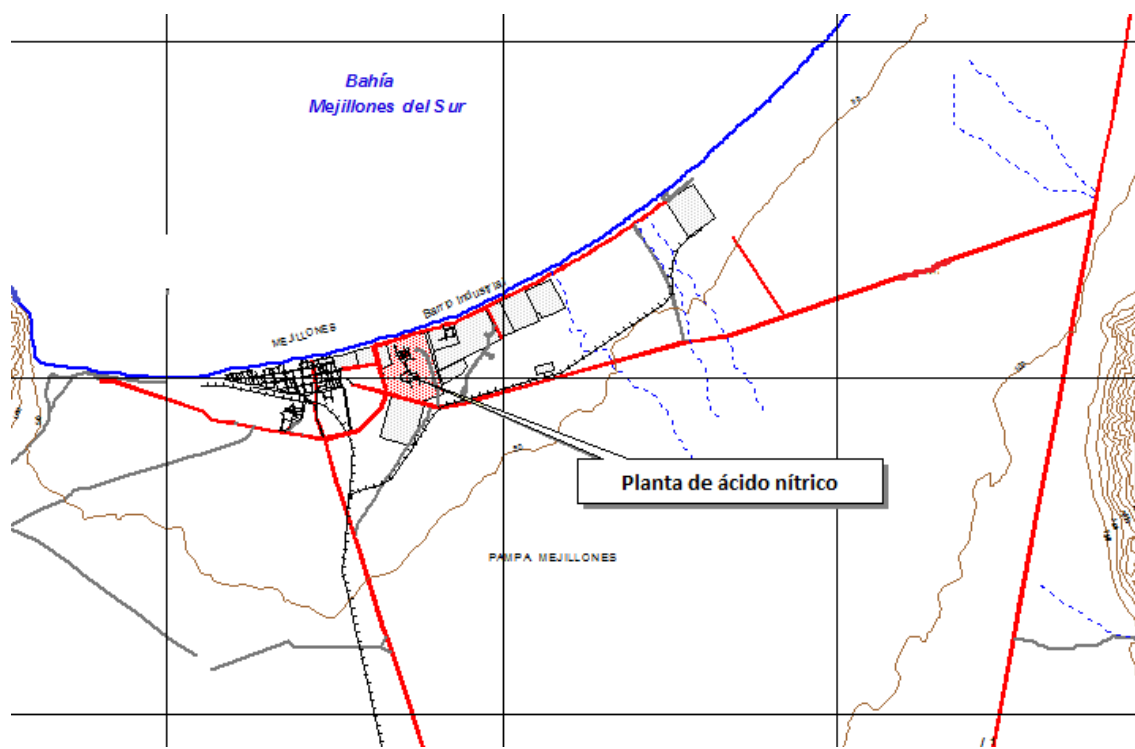 Bahía
Mejillones del Sur
Barrio Industrial
MEJILLONES
Planta de ácido nítrico
PAMPA MEJILLONES